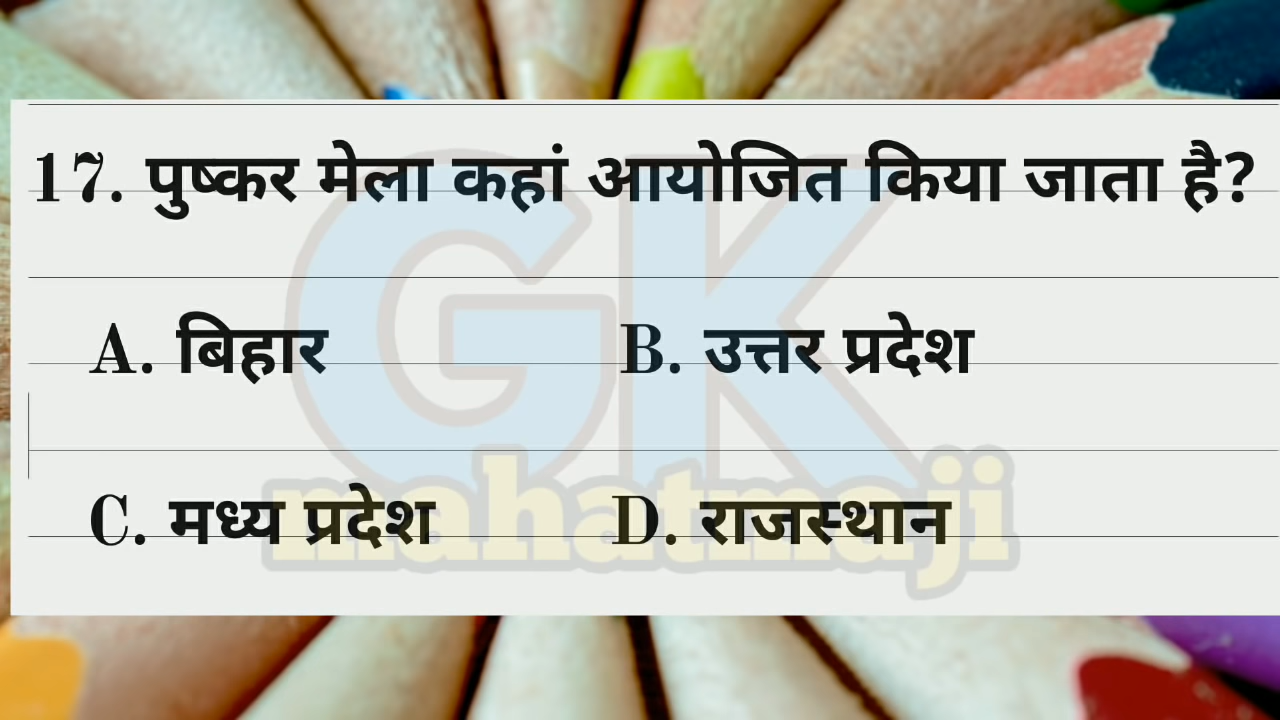 17. पुष्कर मेला कहां आयोजित किया जाता है?
A. बिहार B. उत्तर प्रदेश
C. मध्य प्रदेश D. राजस्थान
GK
mahatmaji